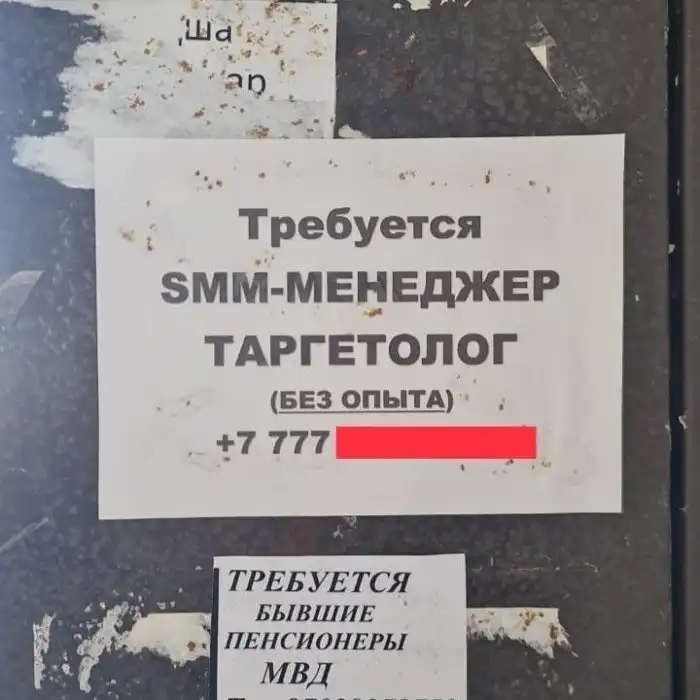 ша
ар
Требуется
SMM-МЕНЕДЖЕР
ТАРГЕТОЛОГ
(БЕЗ ОПЫТА)
+7 777
ТРЕБУЕТСЯ
БЫВШИЕ
ПЕНСИОНЕРЫ
МВД